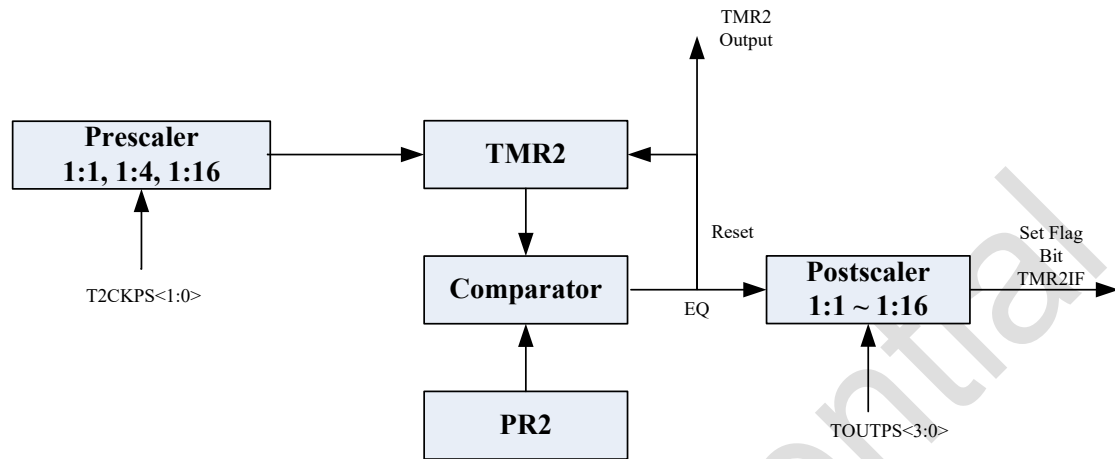 TMR2
Output
Prescaler
1:1, 1:4, 1:16
TMR2
Reset
Set Flag
Bit
TMR2IF
T2CKPS<1:0>
Comparator
EQ
Postscaler
1:1 ~ 1:16
PR2
TOUTPS<3:0>